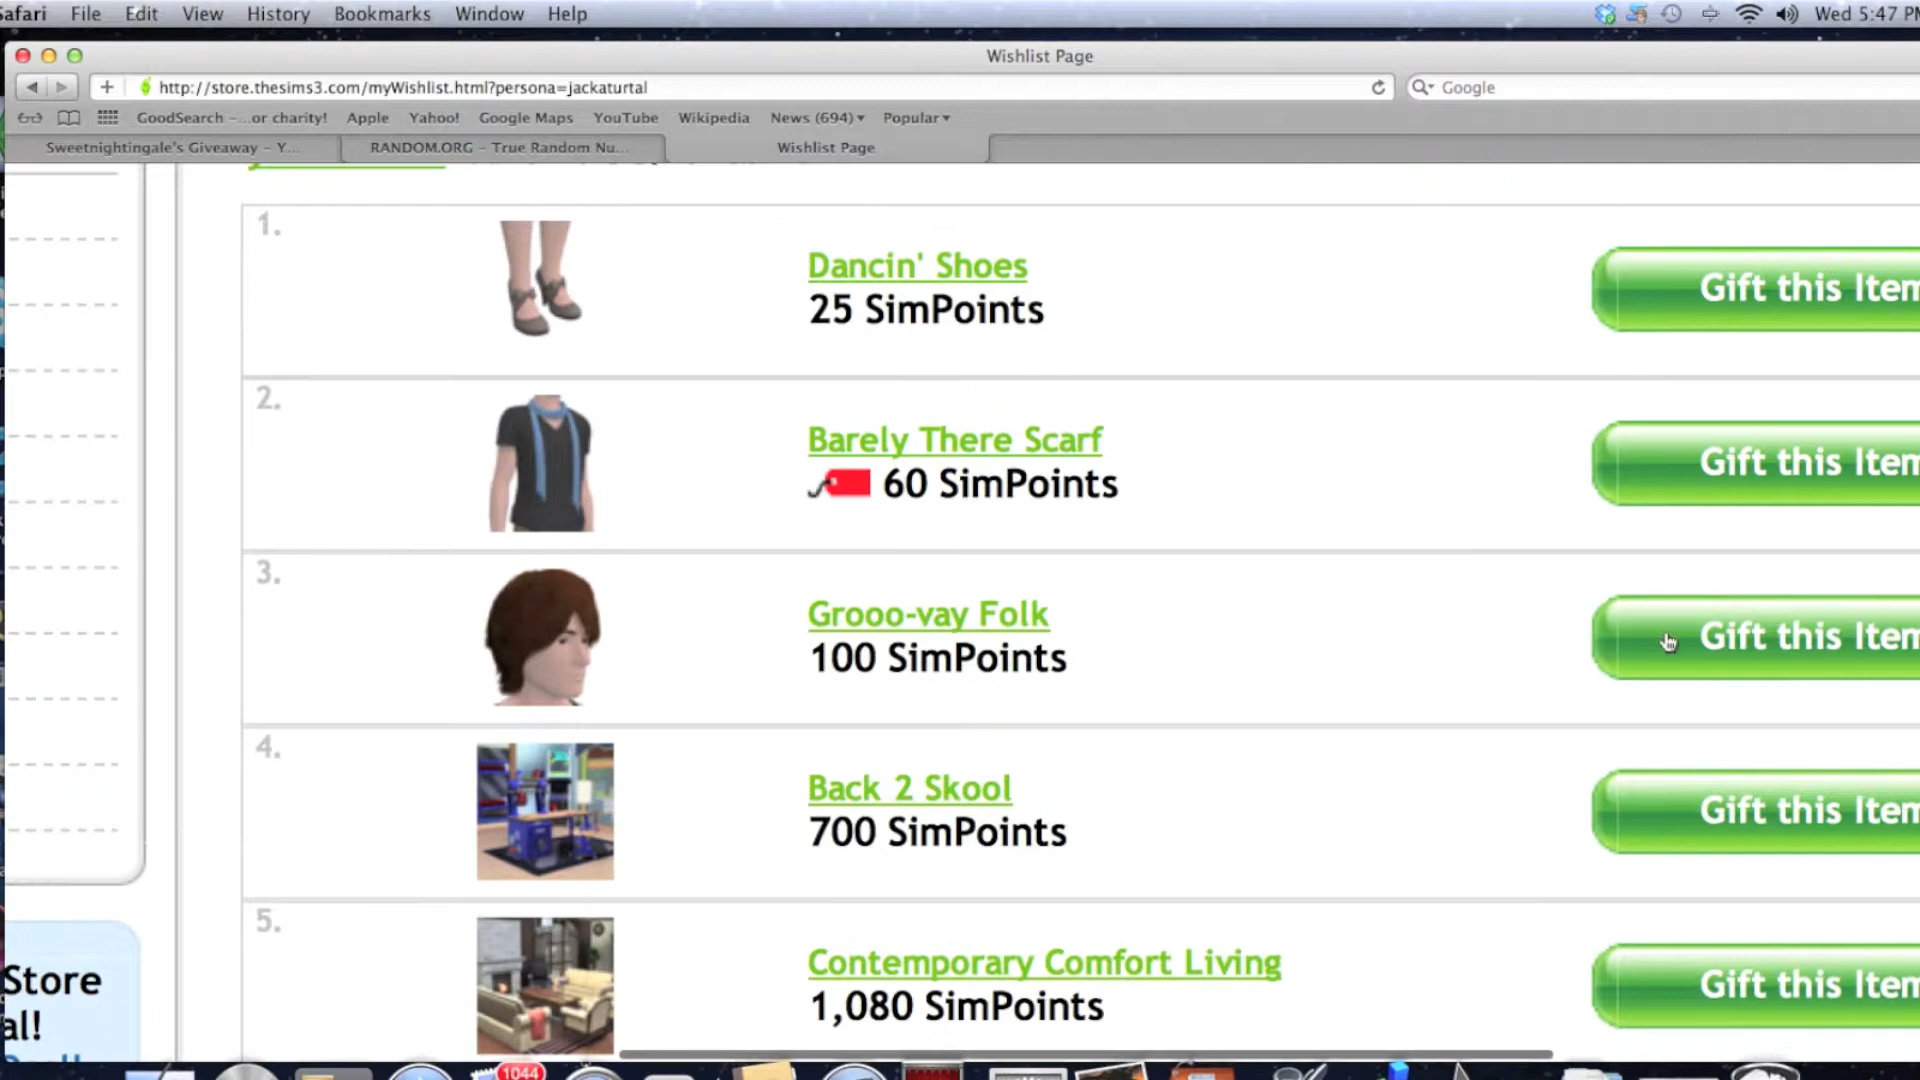 Safari File Edit View History Bookmarks Window Help Wed 5:47 PM
Wishlist Page
http://store.thesims3.com/myWishlist.html?persona=jackaturtal Google
GoodSearch – ...or charity! Apple Yahoo! Google Maps YouTube Wikipedia News (694) Popular
Sweetnightingale's Giveaway – Y... RANDOM.ORG – True Random Nu... Wishlist Page
1.
Dancin' Shoes
25 SimPoints
Gift this Item
2.
Barely There Scarf
60 SimPoints
Gift this Item
3.
Grooo-vay Folk
100 SimPoints
Gift this Item
4.
Back 2 Skool
700 SimPoints
Gift this Item
5.
Contemporary Comfort Living
1,080 SimPoints
Gift this Item
Store
al!
1044